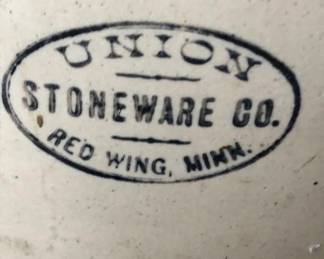 UNION
STONEWARE CO.
RED WING, MINN.